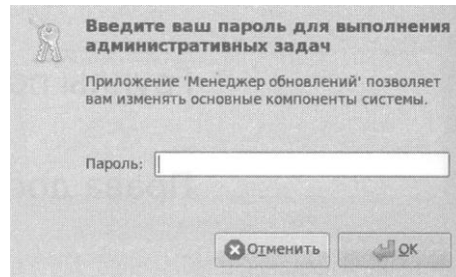 Введите ваш пароль для выполнения
административных задач
Приложение 'Менеджер обновлений' позволяет
вам изменять основные компоненты системы.
Пароль:
Отменить
OK